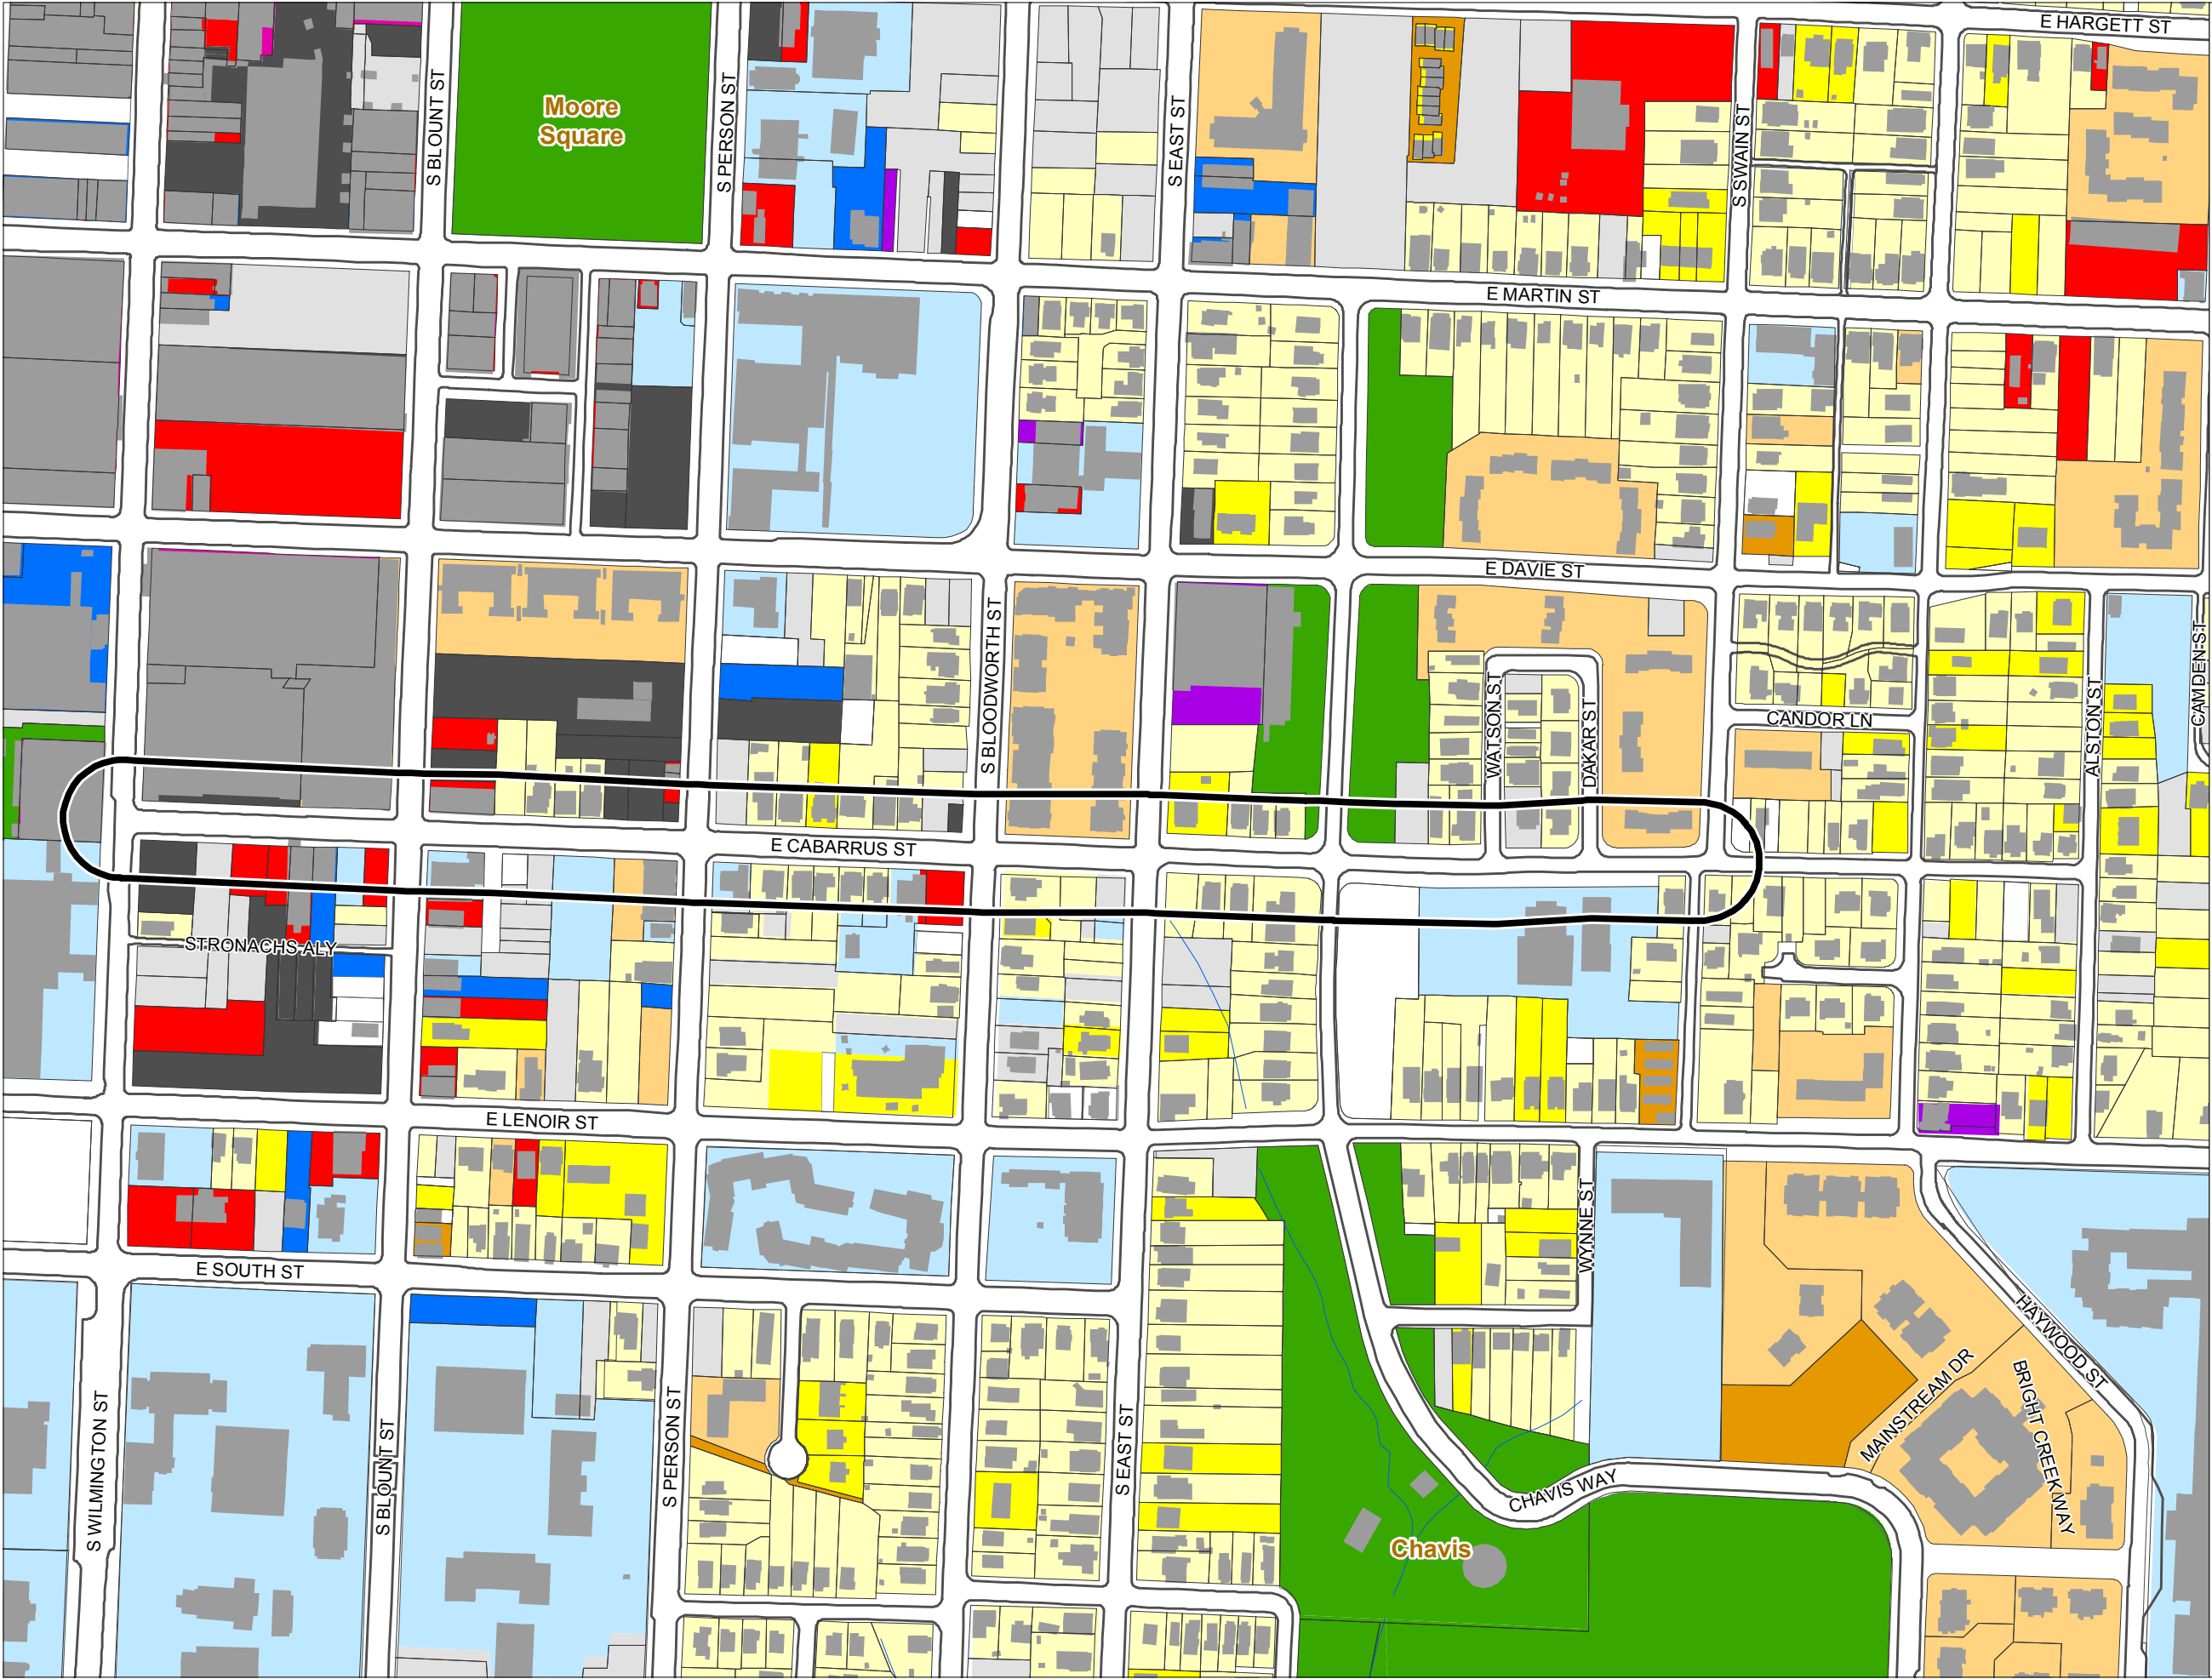 E HARGETT ST
S BLOUNT ST
Moore
Square
S PERSON ST
S EAST ST
S SWAIN ST
E MARTIN ST
E DAVIE ST
S BLOODWORTH ST
WATSON ST
DAKAR ST
CANDOR LN
ALSTON ST
CAMDEN ST
E CABARRUS ST
STRONACHS ALY
E LENOIR ST
E SOUTH ST
WYNNE ST
HAYWOOD ST
MAINSTREAM DR
BRIGHT CREEK WAY
S WILMINGTON ST
S BLOUNT ST
S PERSON ST
S EAST ST
CHAVIS WAY
Chavis